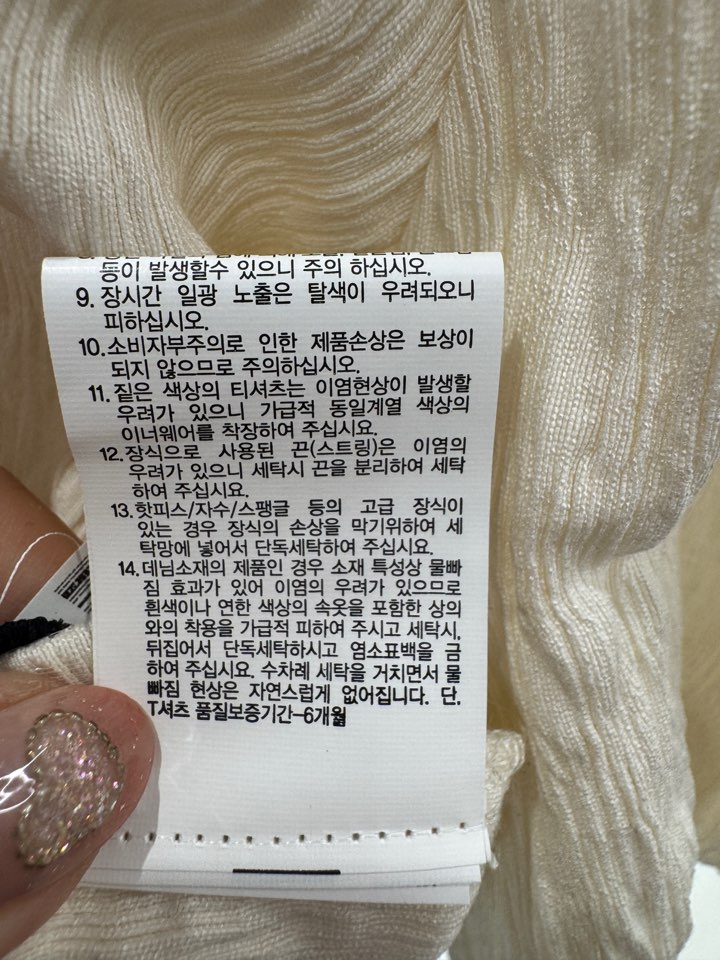 등이 발생할수 있으니 주의 하십시오.
9. 장시간 일광 노출은 탈색이 우려되오니
피하십시오.
10. 소비자부주의로 인한 제품손상은 보상이
되지 않으므로 주의하십시오.
11. 짙은 색상의 티셔츠는 이염현상이 발생할
우려가 있으니 가급적 동일계열 색상의
이너웨어를 착장하여 주십시요.
12. 장식으로 사용된 끈(스트링)은 이염의
우려가 있으니 세탁시 끈을 분리하여 세탁
하여 주십시요.
13. 핫피스/자수/스팽글 등의 고급 장식이
있는 경우 장식의 손상을 막기위하여 세
탁망에 넣어서 단독세탁하여 주십시요.
14. 데님소재의 제품인 경우 소재 특성상 물빠
짐 효과가 있어 이염의 우려가 있으므로
흰색이나 연한 색상의 속옷을 포함한 상의
와의 착용을 가급적 피하여 주시고 세탁시,
뒤집어서 단독세탁하시고 염소표백을 금
하여 주십시요. 수차례 세탁을 거치면서 물
빠짐 현상은 자연스럽게 없어집니다. 단,
T셔츠 품질보증기간-6개월